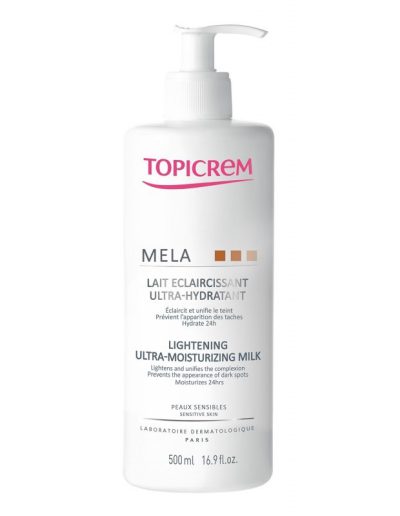 TOPICREM
MELA
LAIT ECLAIRCISSANT
ULTRA-HYDRATANT
Éclaircit et unifie le teint
Prévient l'apparition des taches
Hydrate 24h
LIGHTENING
ULTRA-MOISTURIZING MILK
Lightens and unifies the complexion
Prevents the appearance of dark spots
Moisturizes 24hrs
PEAUX SENSIBLES
SENSITIVE SKIN
LABORATOIRE DERMATOLOGIQUE
PARIS
500 ml 16.9 fl.oz.